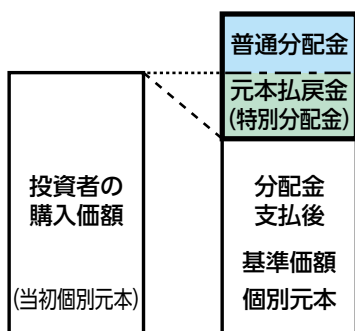 普通分配金
元本払戻金
(特別分配金)
投資者の
購入価額
(当初個別元本)
分配金
支払後
基準価額
個別元本